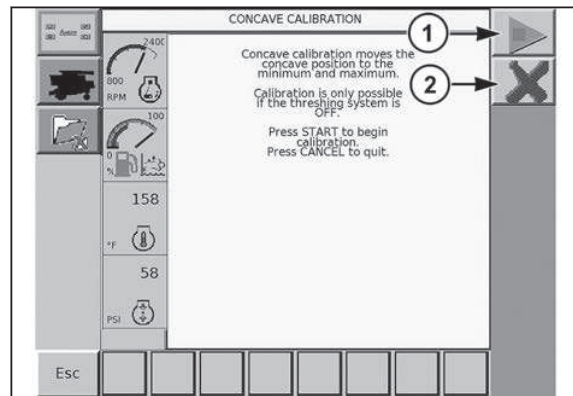 CONCAVE CALIBRATION
1
2
Concave calibration moves the
concave position to the
minimum and maximum.
Calibration is only possible
if the threshing system is
OFF.
Press START to begin
calibration.
Press CANCEL to quit.
2400
800
RPM
100
0
%
158
°F
58
PSI
Esc